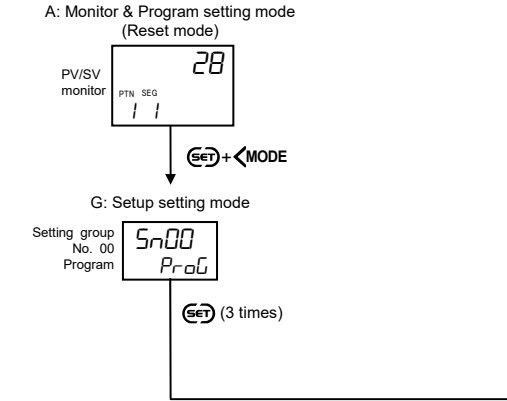 A: Monitor & Program setting mode
(Reset mode)
PV/SV
monitor
28
PTN SEG
1 1
SET + <MODE
G: Setup setting mode
Setting group
No. 00
Program
Sn00
ProG
SET (3 times)